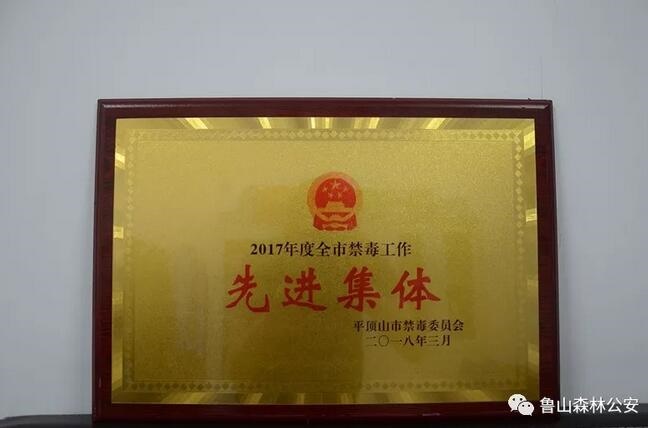 2017年度全市禁毒工作
先进集体
平顶山市禁毒委员会
二〇一八年三月
鲁山森林公安